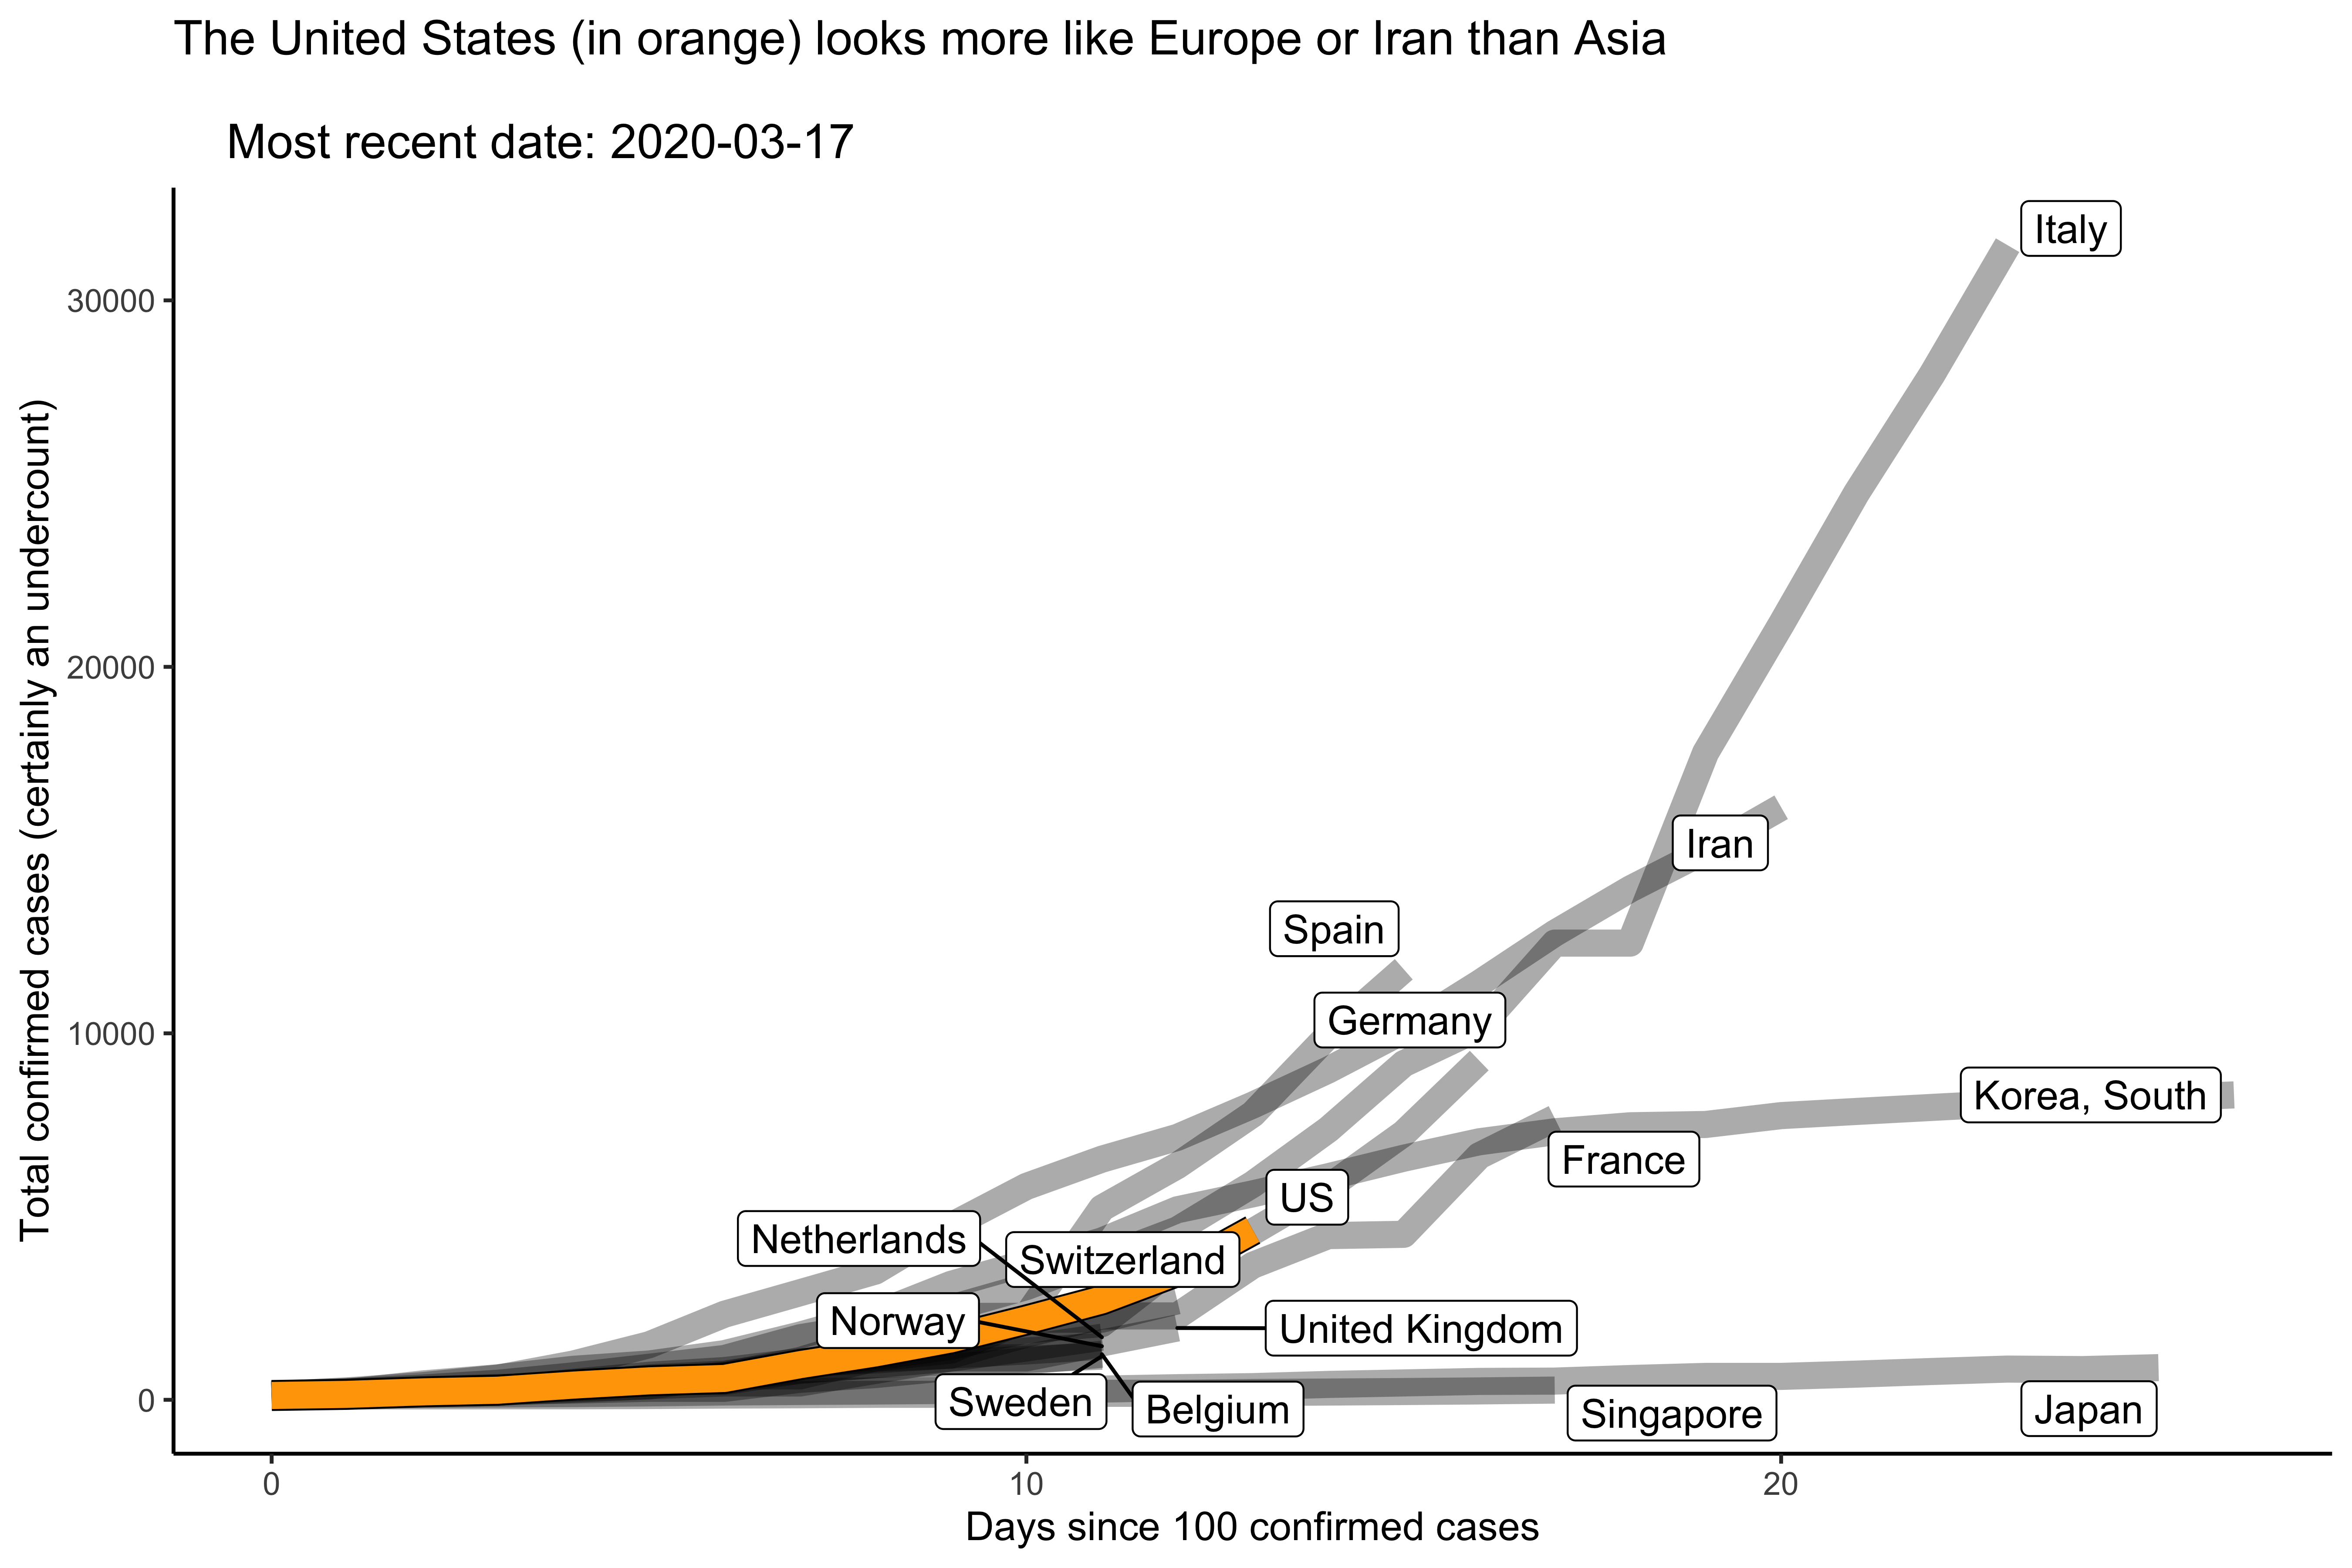 The United States (in orange) looks more like Europe or Iran than Asia
Most recent date: 2020-03-17
Total confirmed cases (certainly an undercount)
30000
20000
10000
0
Italy
Iran
Spain
Germany
Korea, South
France
US
Netherlands
Switzerland
Norway
United Kingdom
Sweden
Belgium
Singapore
Japan
0
10
20
Days since 100 confirmed cases